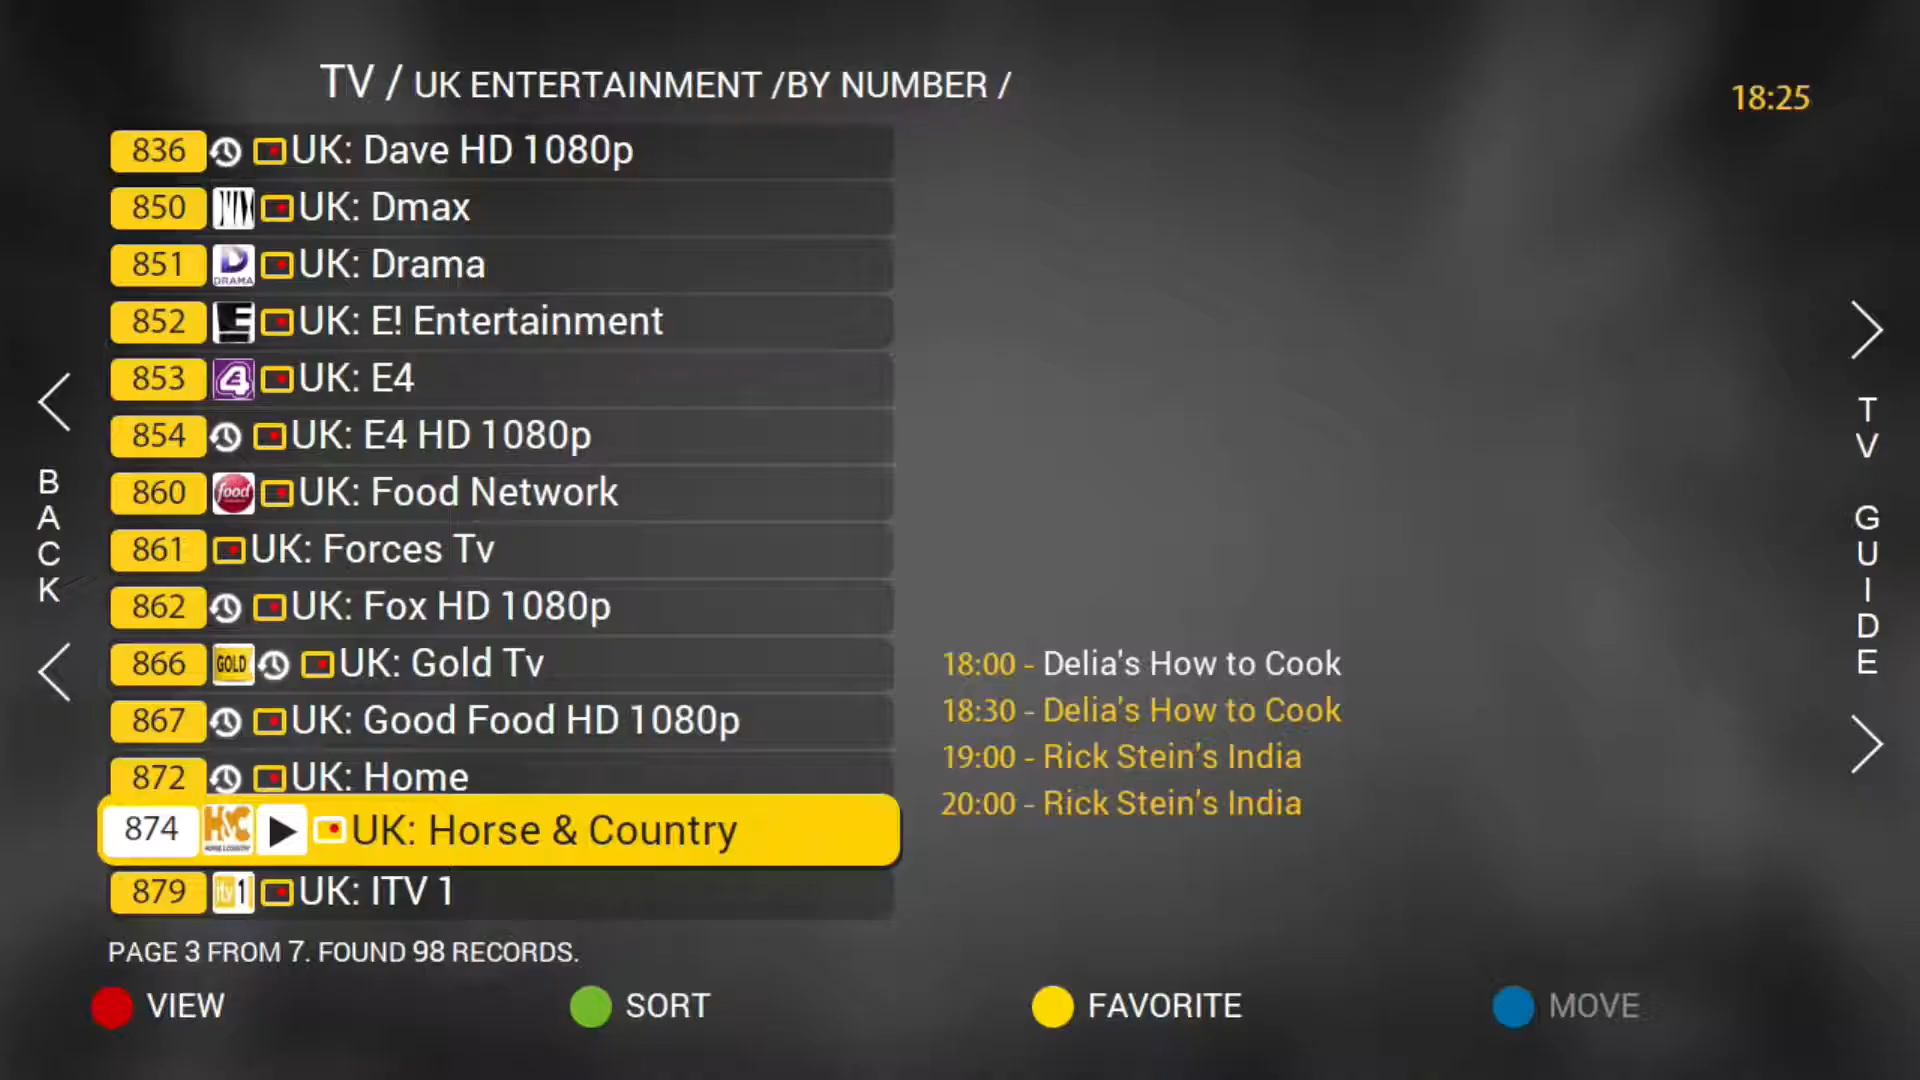 TV / UK ENTERTAINMENT /BY NUMBER /
18:25
836 UK: Dave HD 1080p
850 UK: Dmax
851 DRAMA UK: Drama
852 E UK: E! Entertainment
853 4 UK: E4
854 UK: E4 HD 1080p
860 food UK: Food Network
861 UK: Forces Tv
862 UK: Fox HD 1080p
866 GOLD UK: Gold Tv
867 UK: Good Food HD 1080p
872 UK: Home
874 H&C UK: Horse & Country
879 itv1 UK: ITV 1
18:00 - Delia's How to Cook
18:30 - Delia's How to Cook
19:00 - Rick Stein's India
20:00 - Rick Stein's India
BACK
TV GUIDE
PAGE 3 FROM 7. FOUND 98 RECORDS.
VIEW SORT FAVORITE MOVE